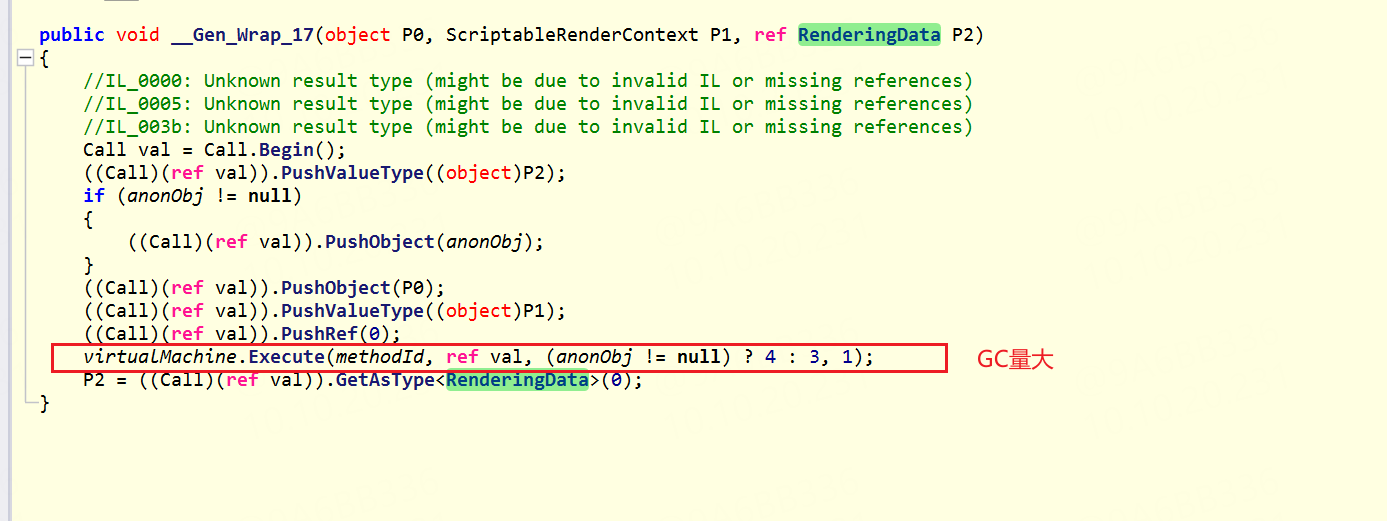 public void __Gen_Wrap_17(object P0, ScriptableRenderContext P1, ref RenderingData P2)
{
//IL_0000: Unknown result type (might be due to invalid IL or missing references)
//IL_0005: Unknown result type (might be due to invalid IL or missing references)
//IL_003b: Unknown result type (might be due to invalid IL or missing references)
Call val = Call.Begin();
((Call)(ref val)).PushValueType((object)P2);
if (anonObj != null)
{
((Call)(ref val)).PushObject(anonObj);
}
((Call)(ref val)).PushObject(P0);
((Call)(ref val)).PushValueType((object)P1);
((Call)(ref val)).PushRef(0);
virtualMachine.Execute(methodId, ref val, (anonObj != null) ? 4 : 3, 1); GC量大
P2 = ((Call)(ref val)).GetAsType<RenderingData>(0);
}